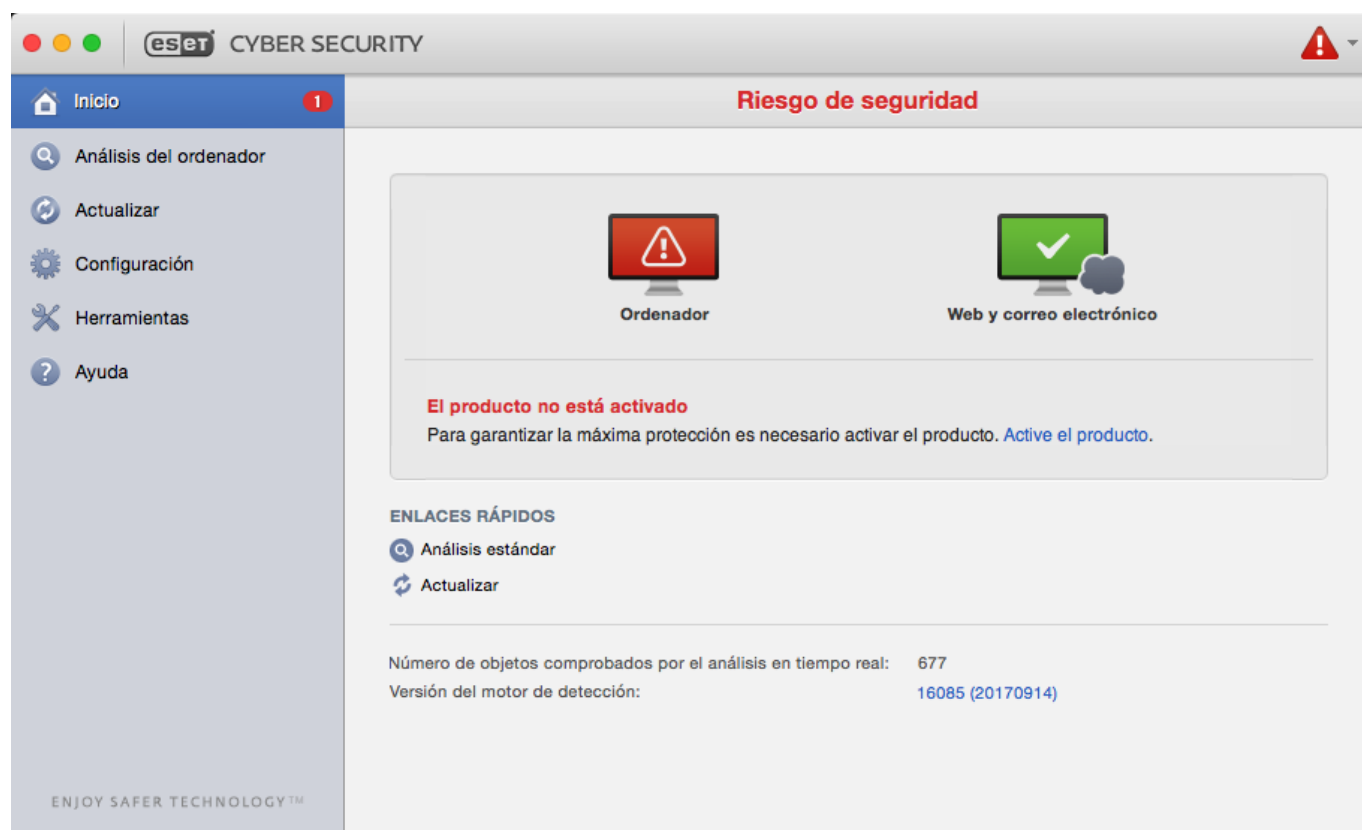 eset CYBER SECURITY
Inicio 1
Riesgo de seguridad
Análisis del ordenador
Actualizar
Configuración
Herramientas
Ayuda
Ordenador
Web y correo electrónico
El producto no está activado
Para garantizar la máxima protección es necesario activar el producto. Active el producto.
ENLACES RÁPIDOS
Análisis estándar
Actualizar
Número de objetos comprobados por el análisis en tiempo real: 677
Versión del motor de detección: 16085 (20170914)
ENJOY SAFER TECHNOLOGY™